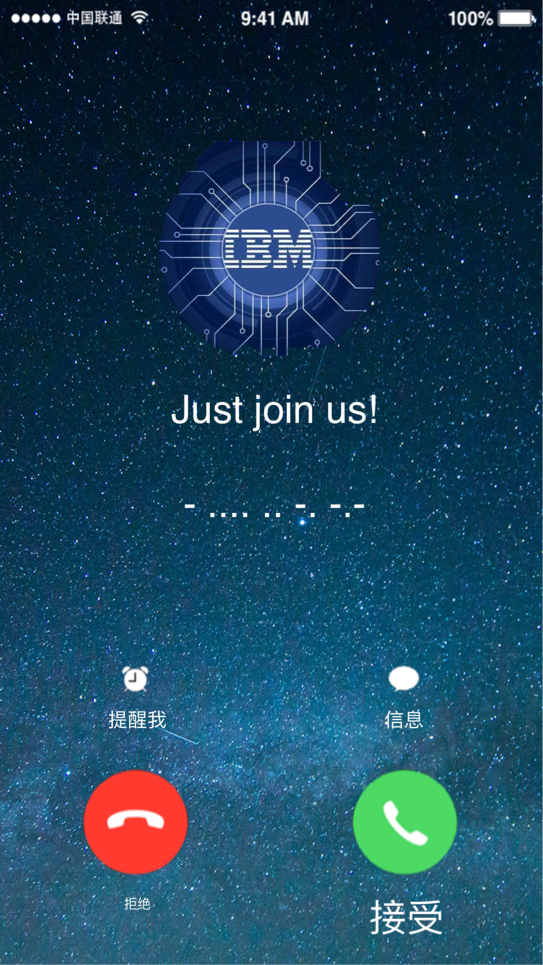 中国联通 9:41 AM 100%
IBM
Just join us!
- .... .. -. -.-
提醒我 信息
拒绝 接受